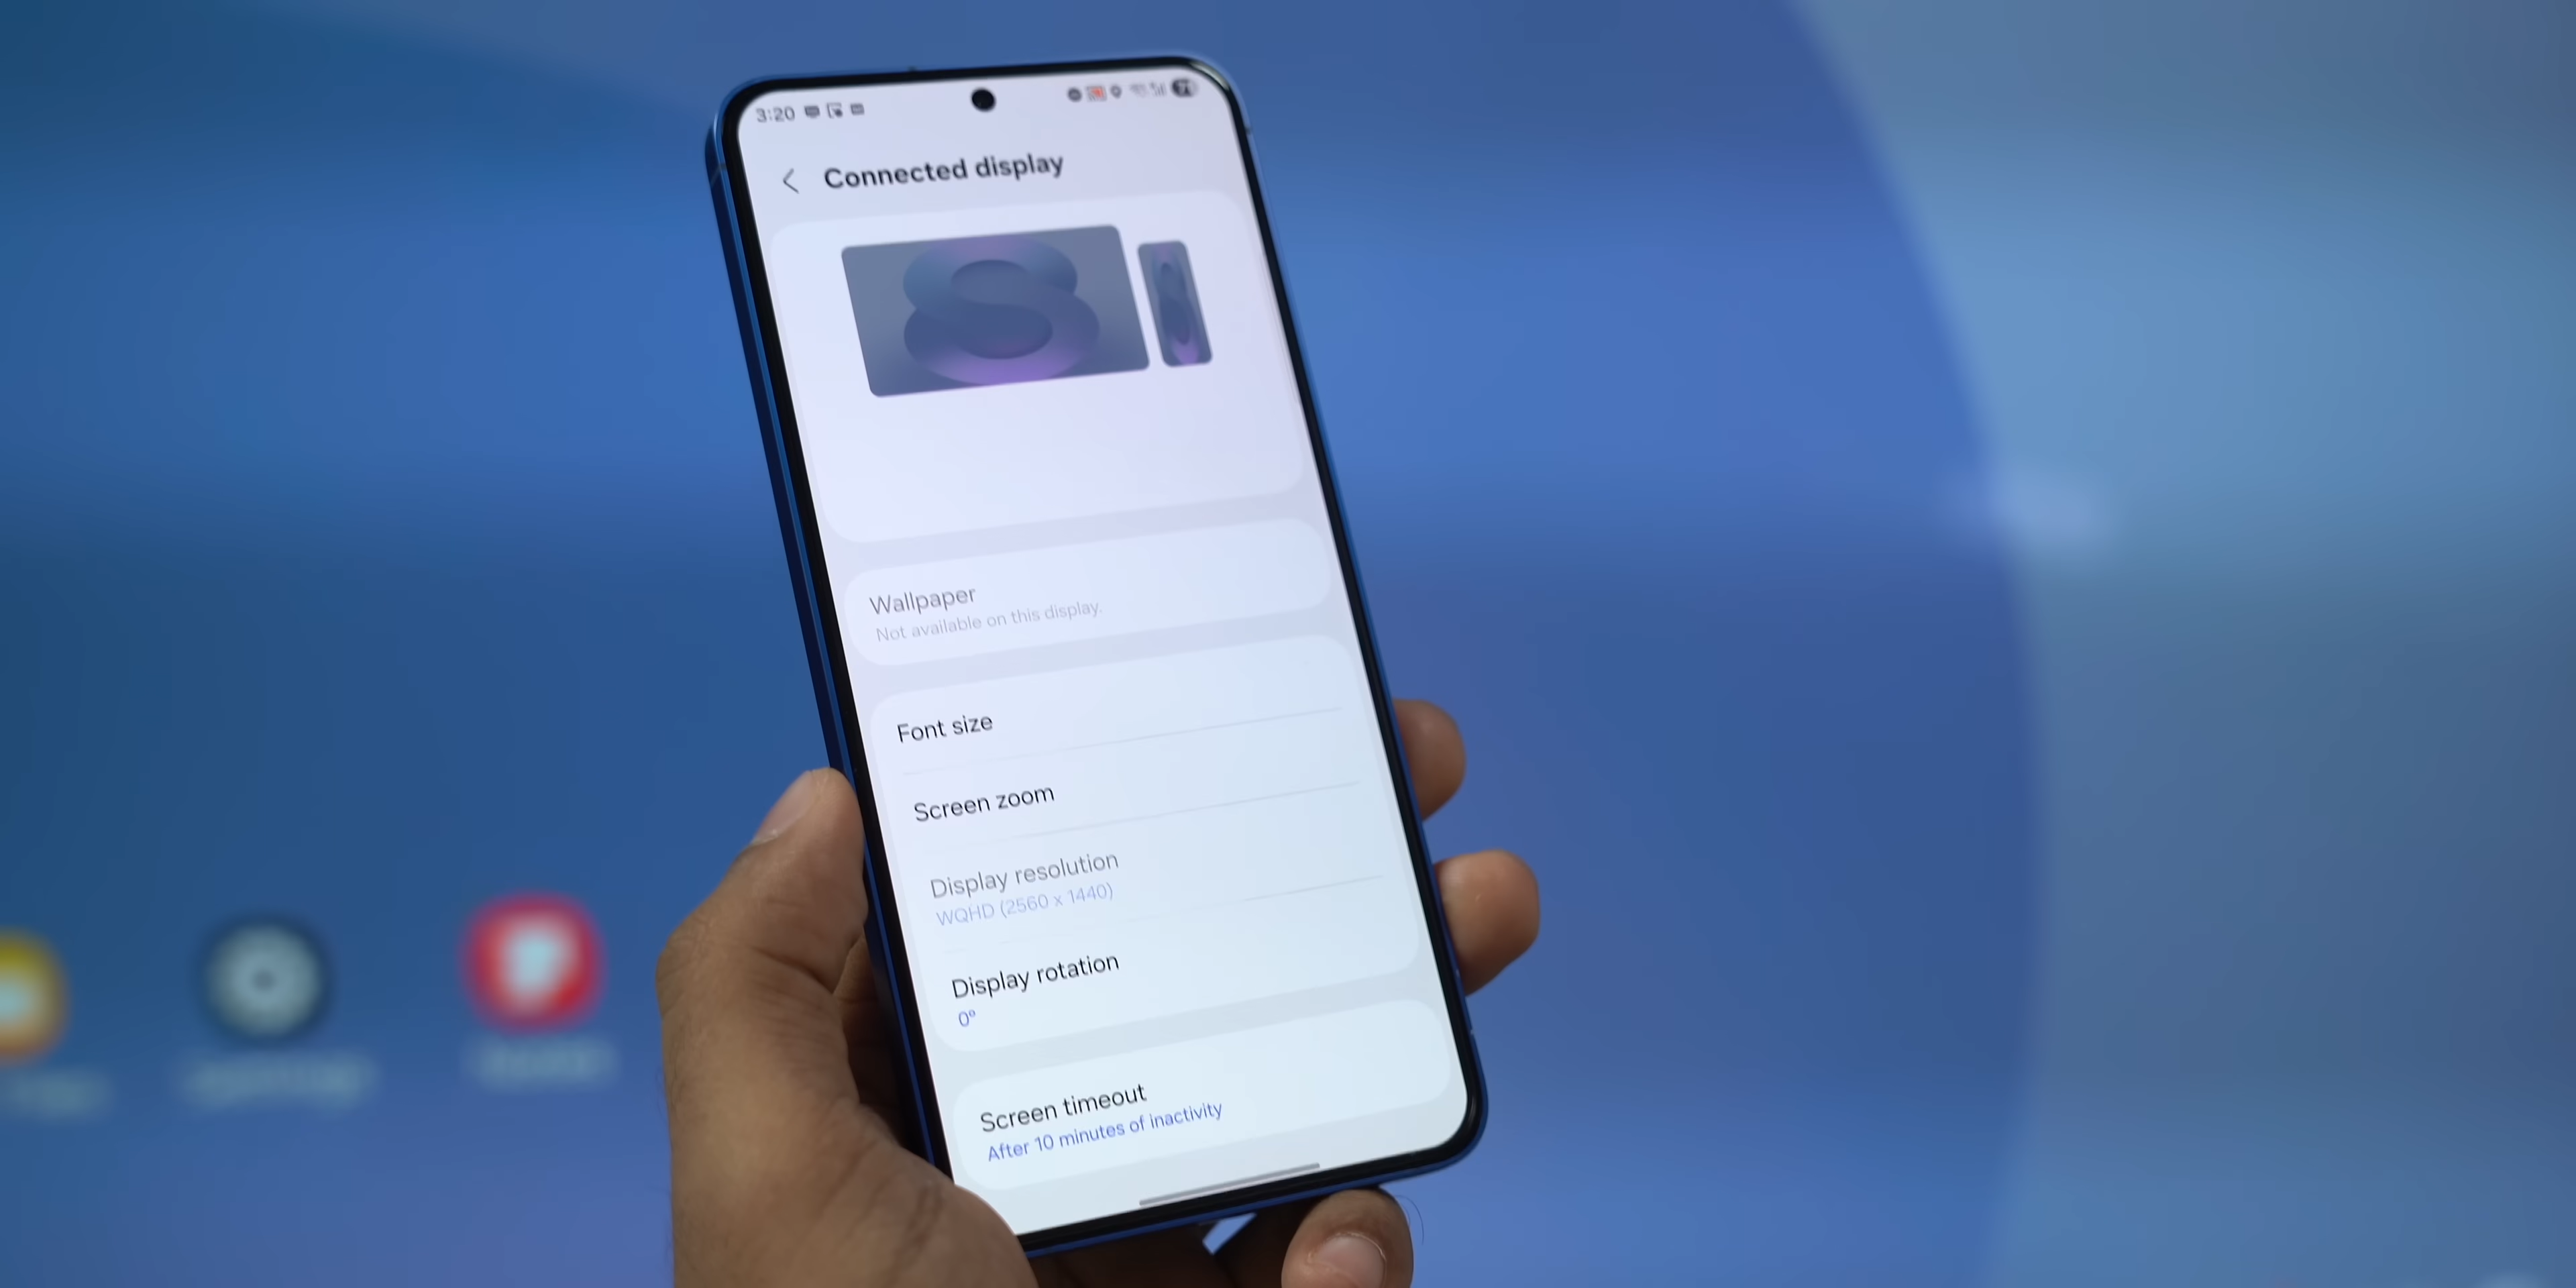 3:20
Connected display
Wallpaper
Not available on this display.
Font size
Screen zoom
Display resolution
WQHD (2560 x 1440)
Display rotation
0°
Screen timeout
After 10 minutes of inactivity